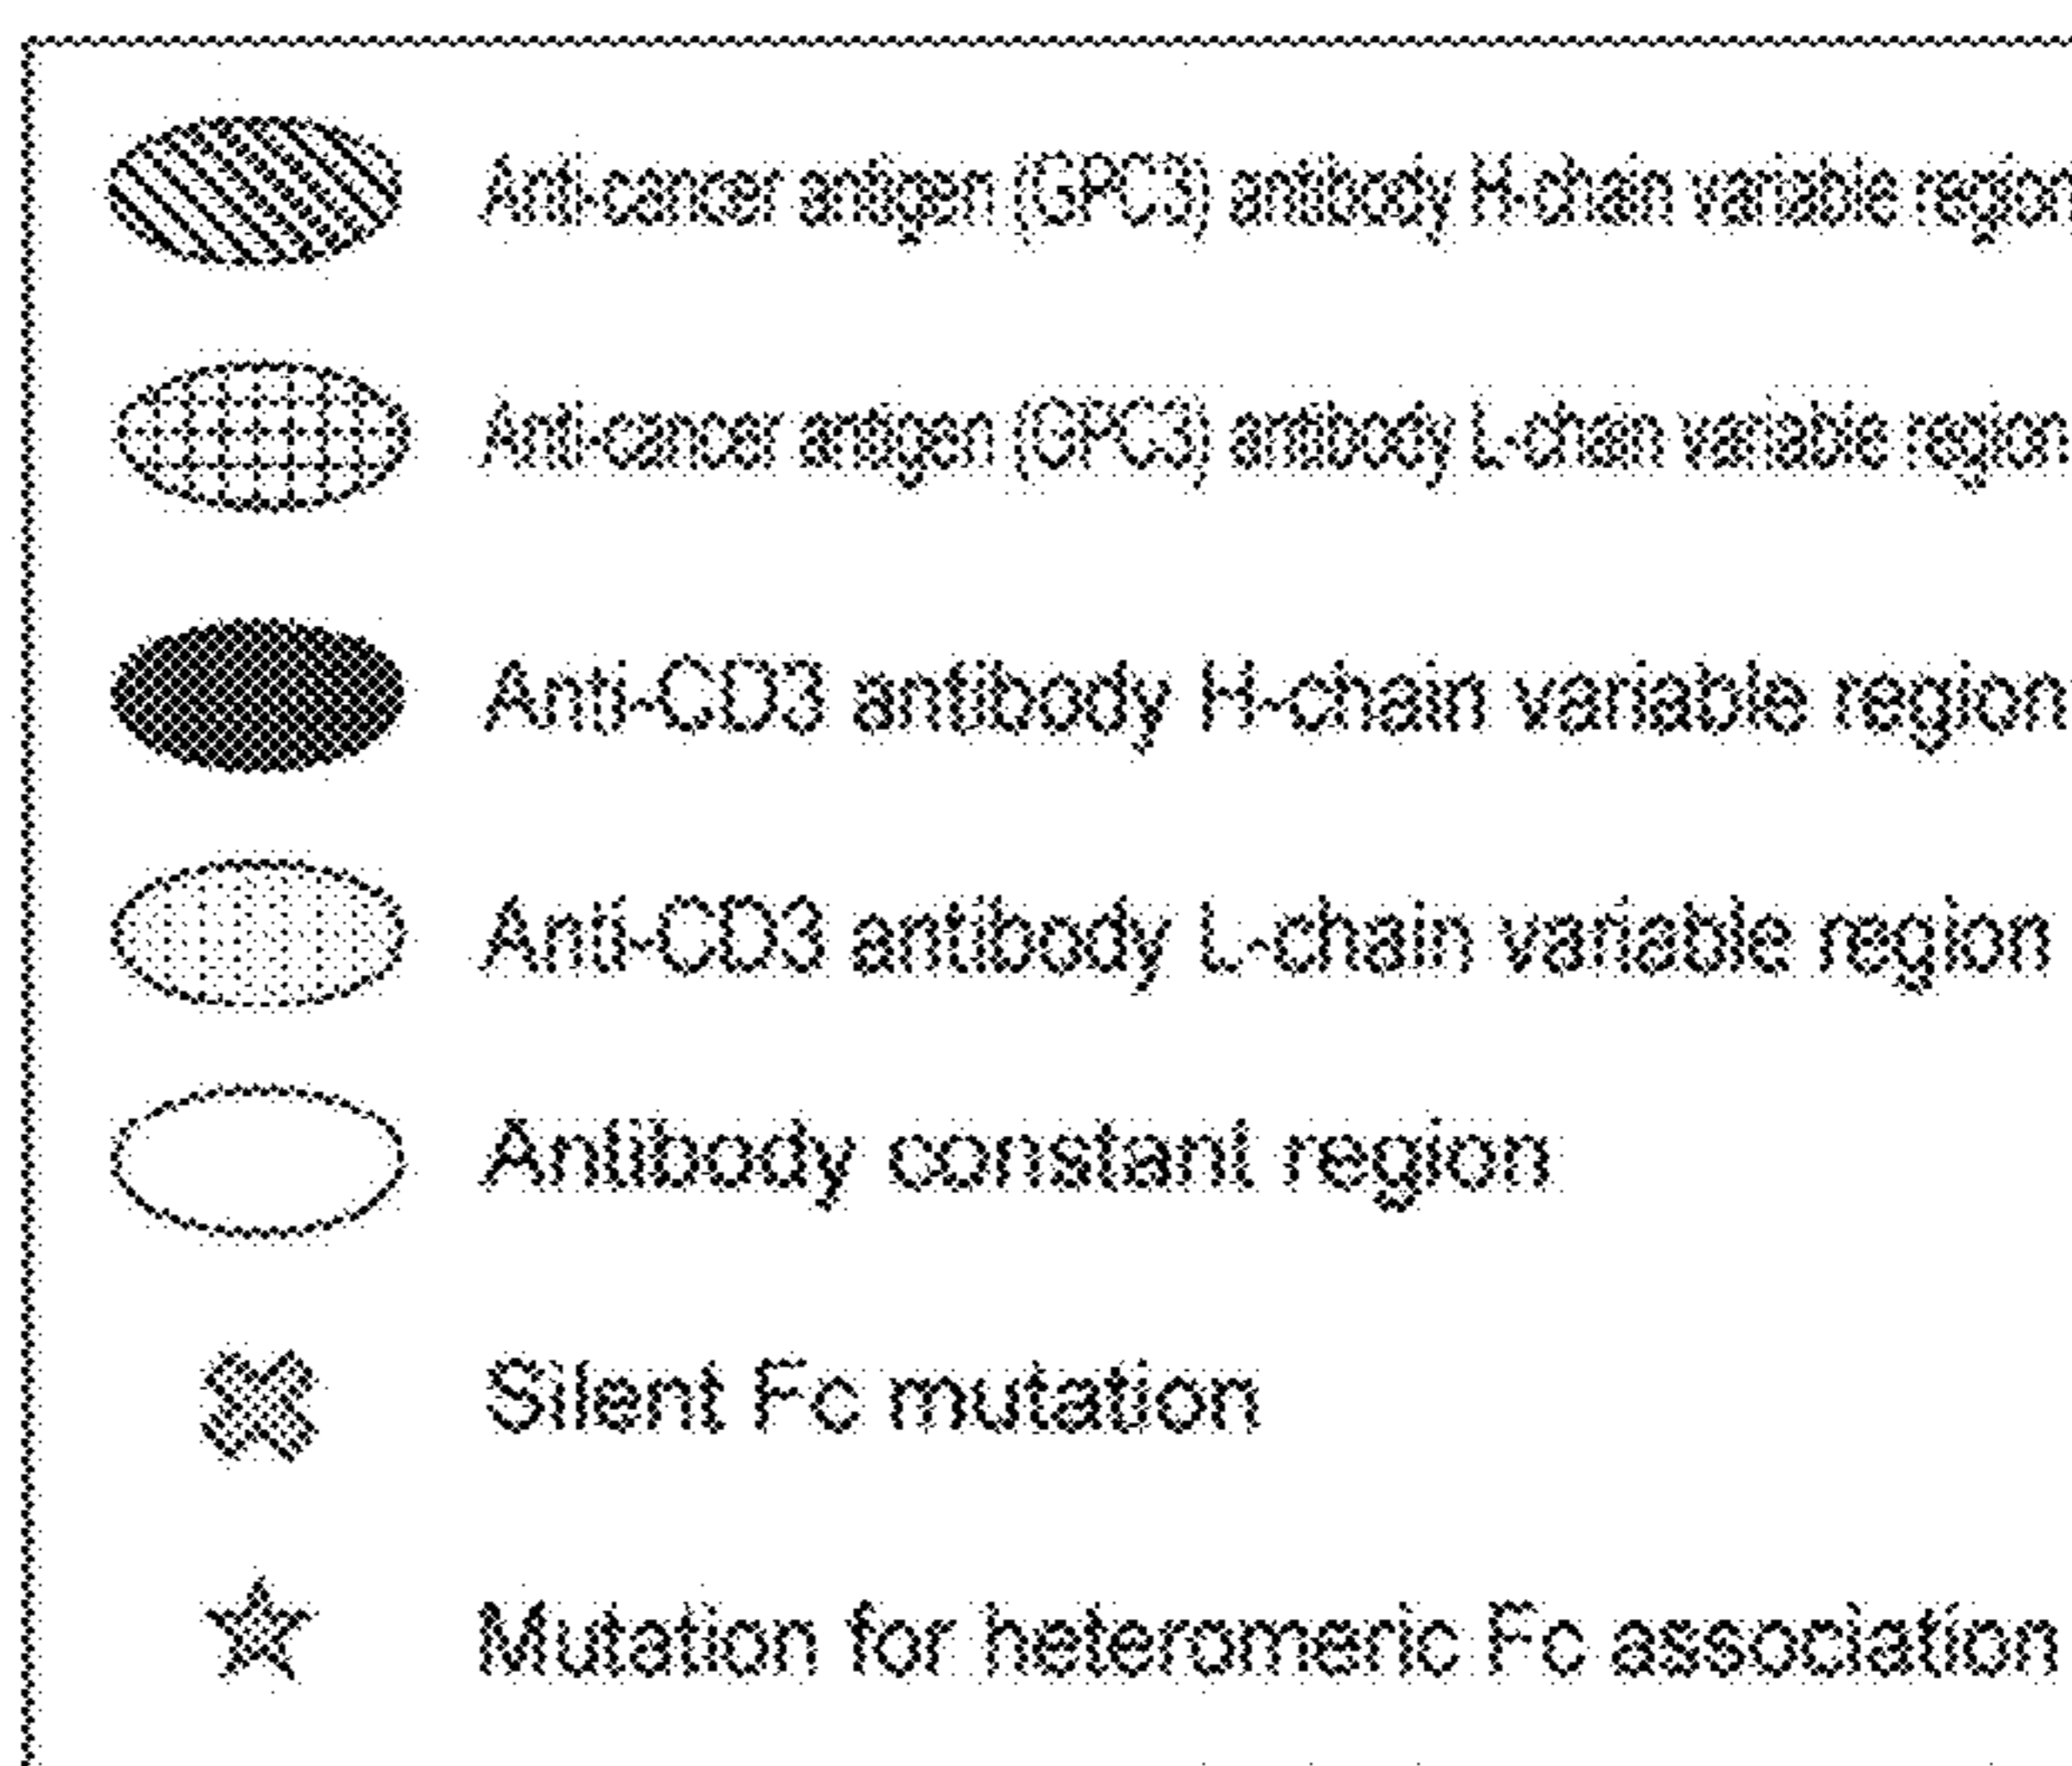 Anti-cancer antigen (GPC3) antibody H-chain variable region
Anti-cancer antigen (GPC3) antibody L-chain variable region
Anti-CD3 antibody H-chain variable region
Anti-CD3 antibody L-chain variable region
Antibody constant region
Silent Fc mutation
Mutation for heteromeric Fc association